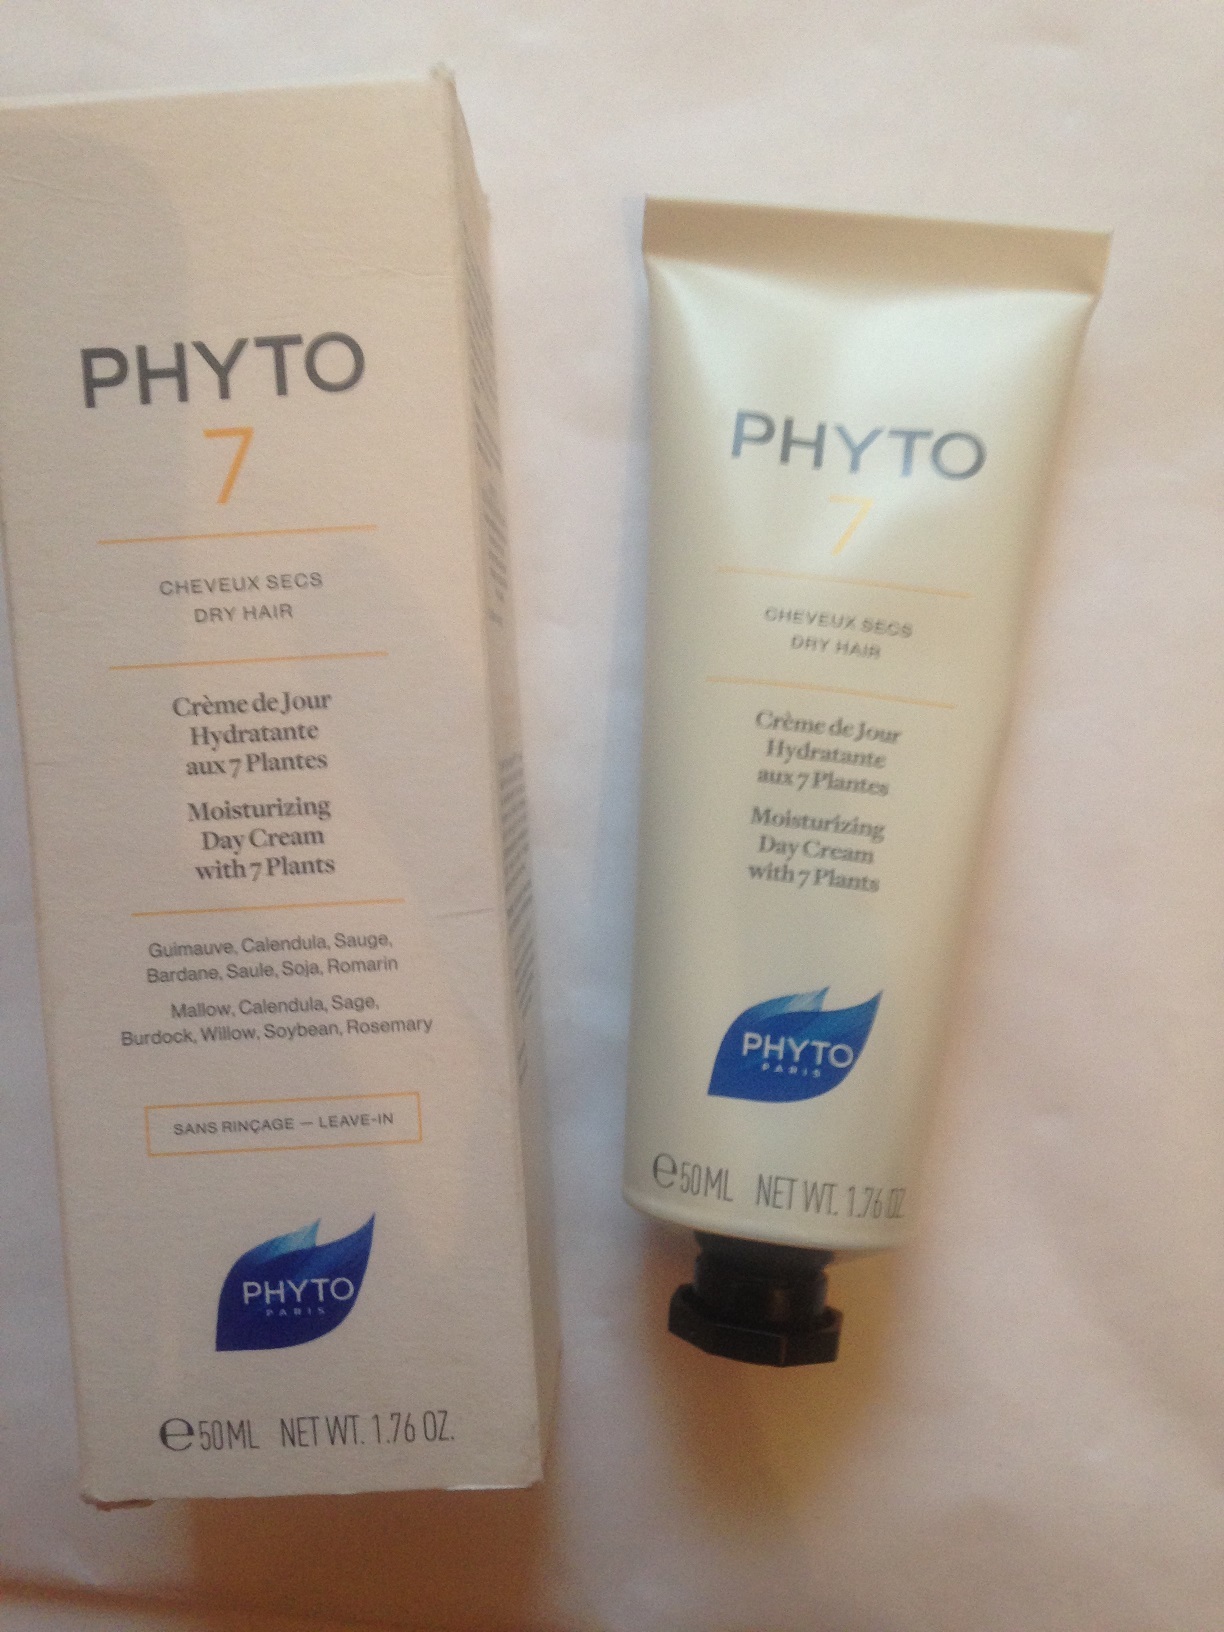 PHYTO
7
CHEVEUX SECS
DRY HAIR
Crème de Jour
Hydratante
aux 7 Plantes
Moisturizing
Day Cream
with 7 Plants
Guimauve, Calendula, Sauge,
Bardane, Saule, Soja, Romarin
Mallow, Calendula, Sage,
Burdock, Willow, Soybean, Rosemary
SANS RINÇAGE — LEAVE-IN
PHYTO
PARIS
℮50ML NET WT. 1.76 OZ.
PHYTO
7
CHEVEUX SECS
DRY HAIR
Crème de Jour
Hydratante
aux 7 Plantes
Moisturizing
Day Cream
with 7 Plants
PHYTO
PARIS
℮50ML NET WT. 1.76 OZ